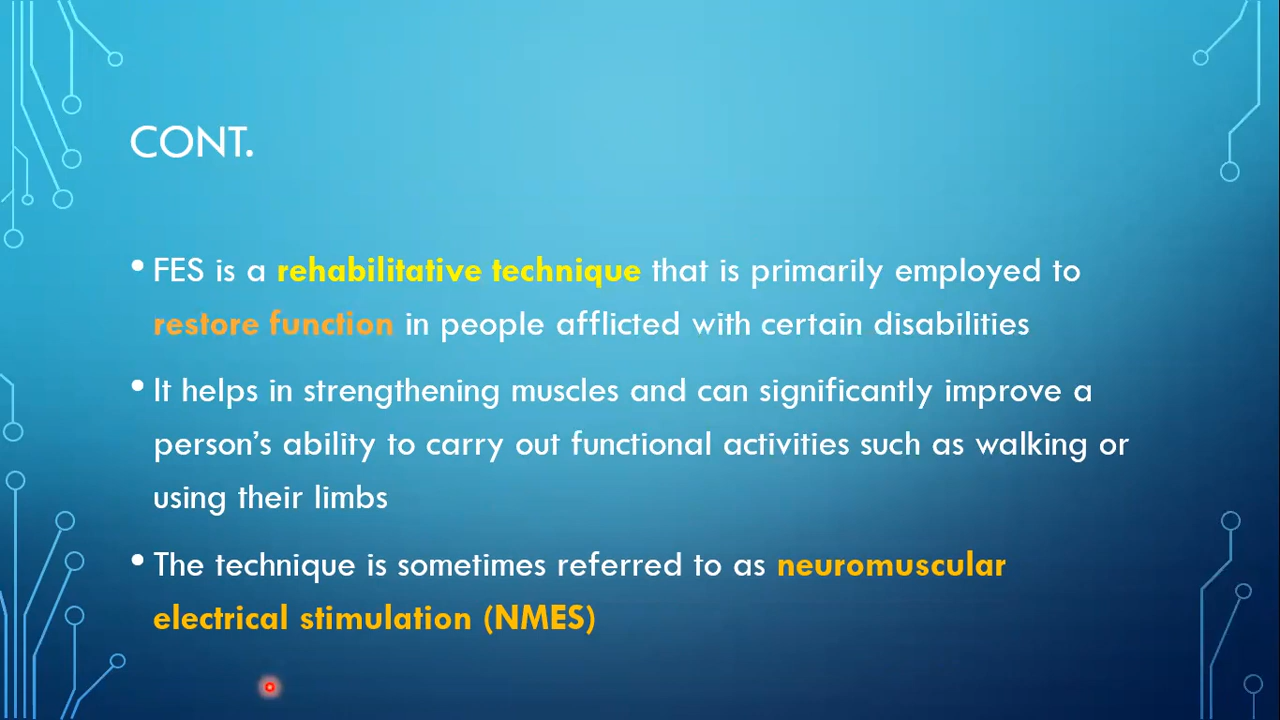 CONT.
• FES is a rehabilitative technique that is primarily employed to
restore function in people afflicted with certain disabilities
• It helps in strengthening muscles and can significantly improve a
person’s ability to carry out functional activities such as walking or
using their limbs
• The technique is sometimes referred to as neuromuscular
electrical stimulation (NMES)